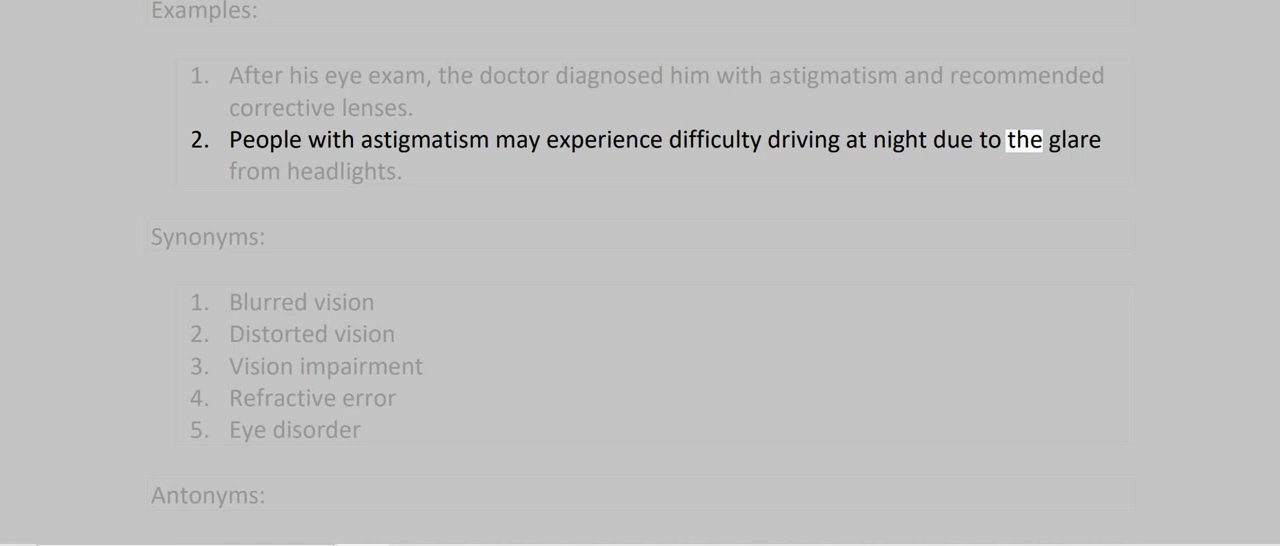 Examples:
1. After his eye exam, the doctor diagnosed him with astigmatism and recommended
corrective lenses.
2. People with astigmatism may experience difficulty driving at night due to the glare
from headlights.
Synonyms:
1. Blurred vision
2. Distorted vision
3. Vision impairment
4. Refractive error
5. Eye disorder
Antonyms: